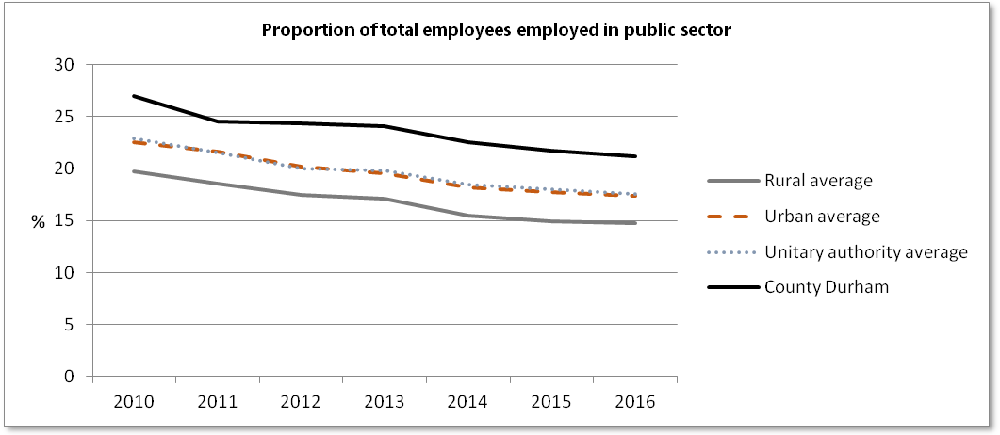 Proportion of total employees employed in public sector
30
25
20
%
15
10
5
0
2010 2011 2012 2013 2014 2015 2016
Rural average
Urban average
Unitary authority average
County Durham